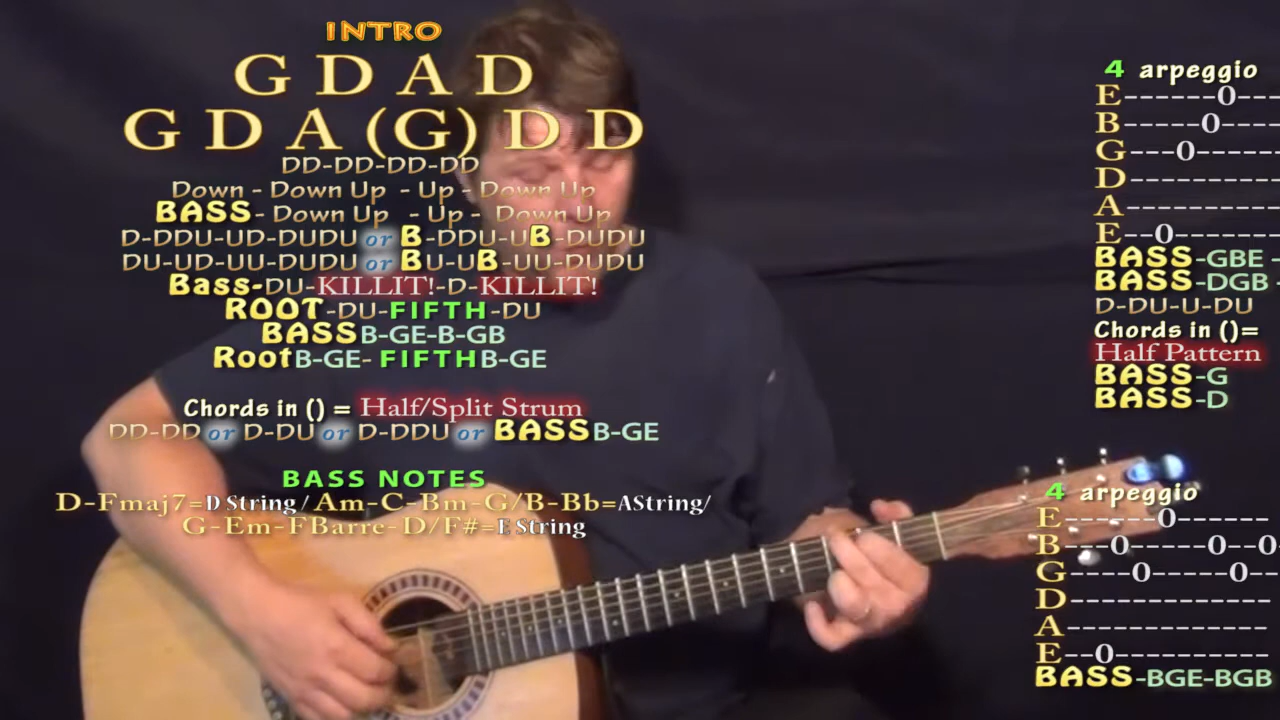 INTRO
G D A D
G D A (G) D D
DD-DD-DD-DD
Down - Down Up - Up - Down Up
BASS - Down Up - Up - Down Up
D-DDU-UD-DUDU or B-DDU-UB-DUDU
DU-UD-UU-DUDU or BU-UB-UU-DUDU
Bass-DU-KILLIT!-D-KILLIT!
ROOT-DU-FIFTH-DU
BASSB-GE-B-GB
RootB-GE- FIFTHB-GE
Chords in () = Half/Split Strum
DD-DD or D-DU or D-DDU or BASSB-GE
BASS NOTES
D-Fmaj7=D String / Am-C-Bm-G/B-Bb=AString/
G-Em-FBarre-D/F#=E String
4 arpeggio
E------0---
B-----0----
G---0------
D----------
A----------
E--0-------
BASS-GBE -
BASS-DGB -
D-DU-U-DU
Chords in ()=
Half Pattern
BASS-G
BASS-D
4 arpeggio
E-------0-------
B---0------0--0
G----0------0--
D--------------
A--------------
E--0-----------
BASS-BGE-BGB